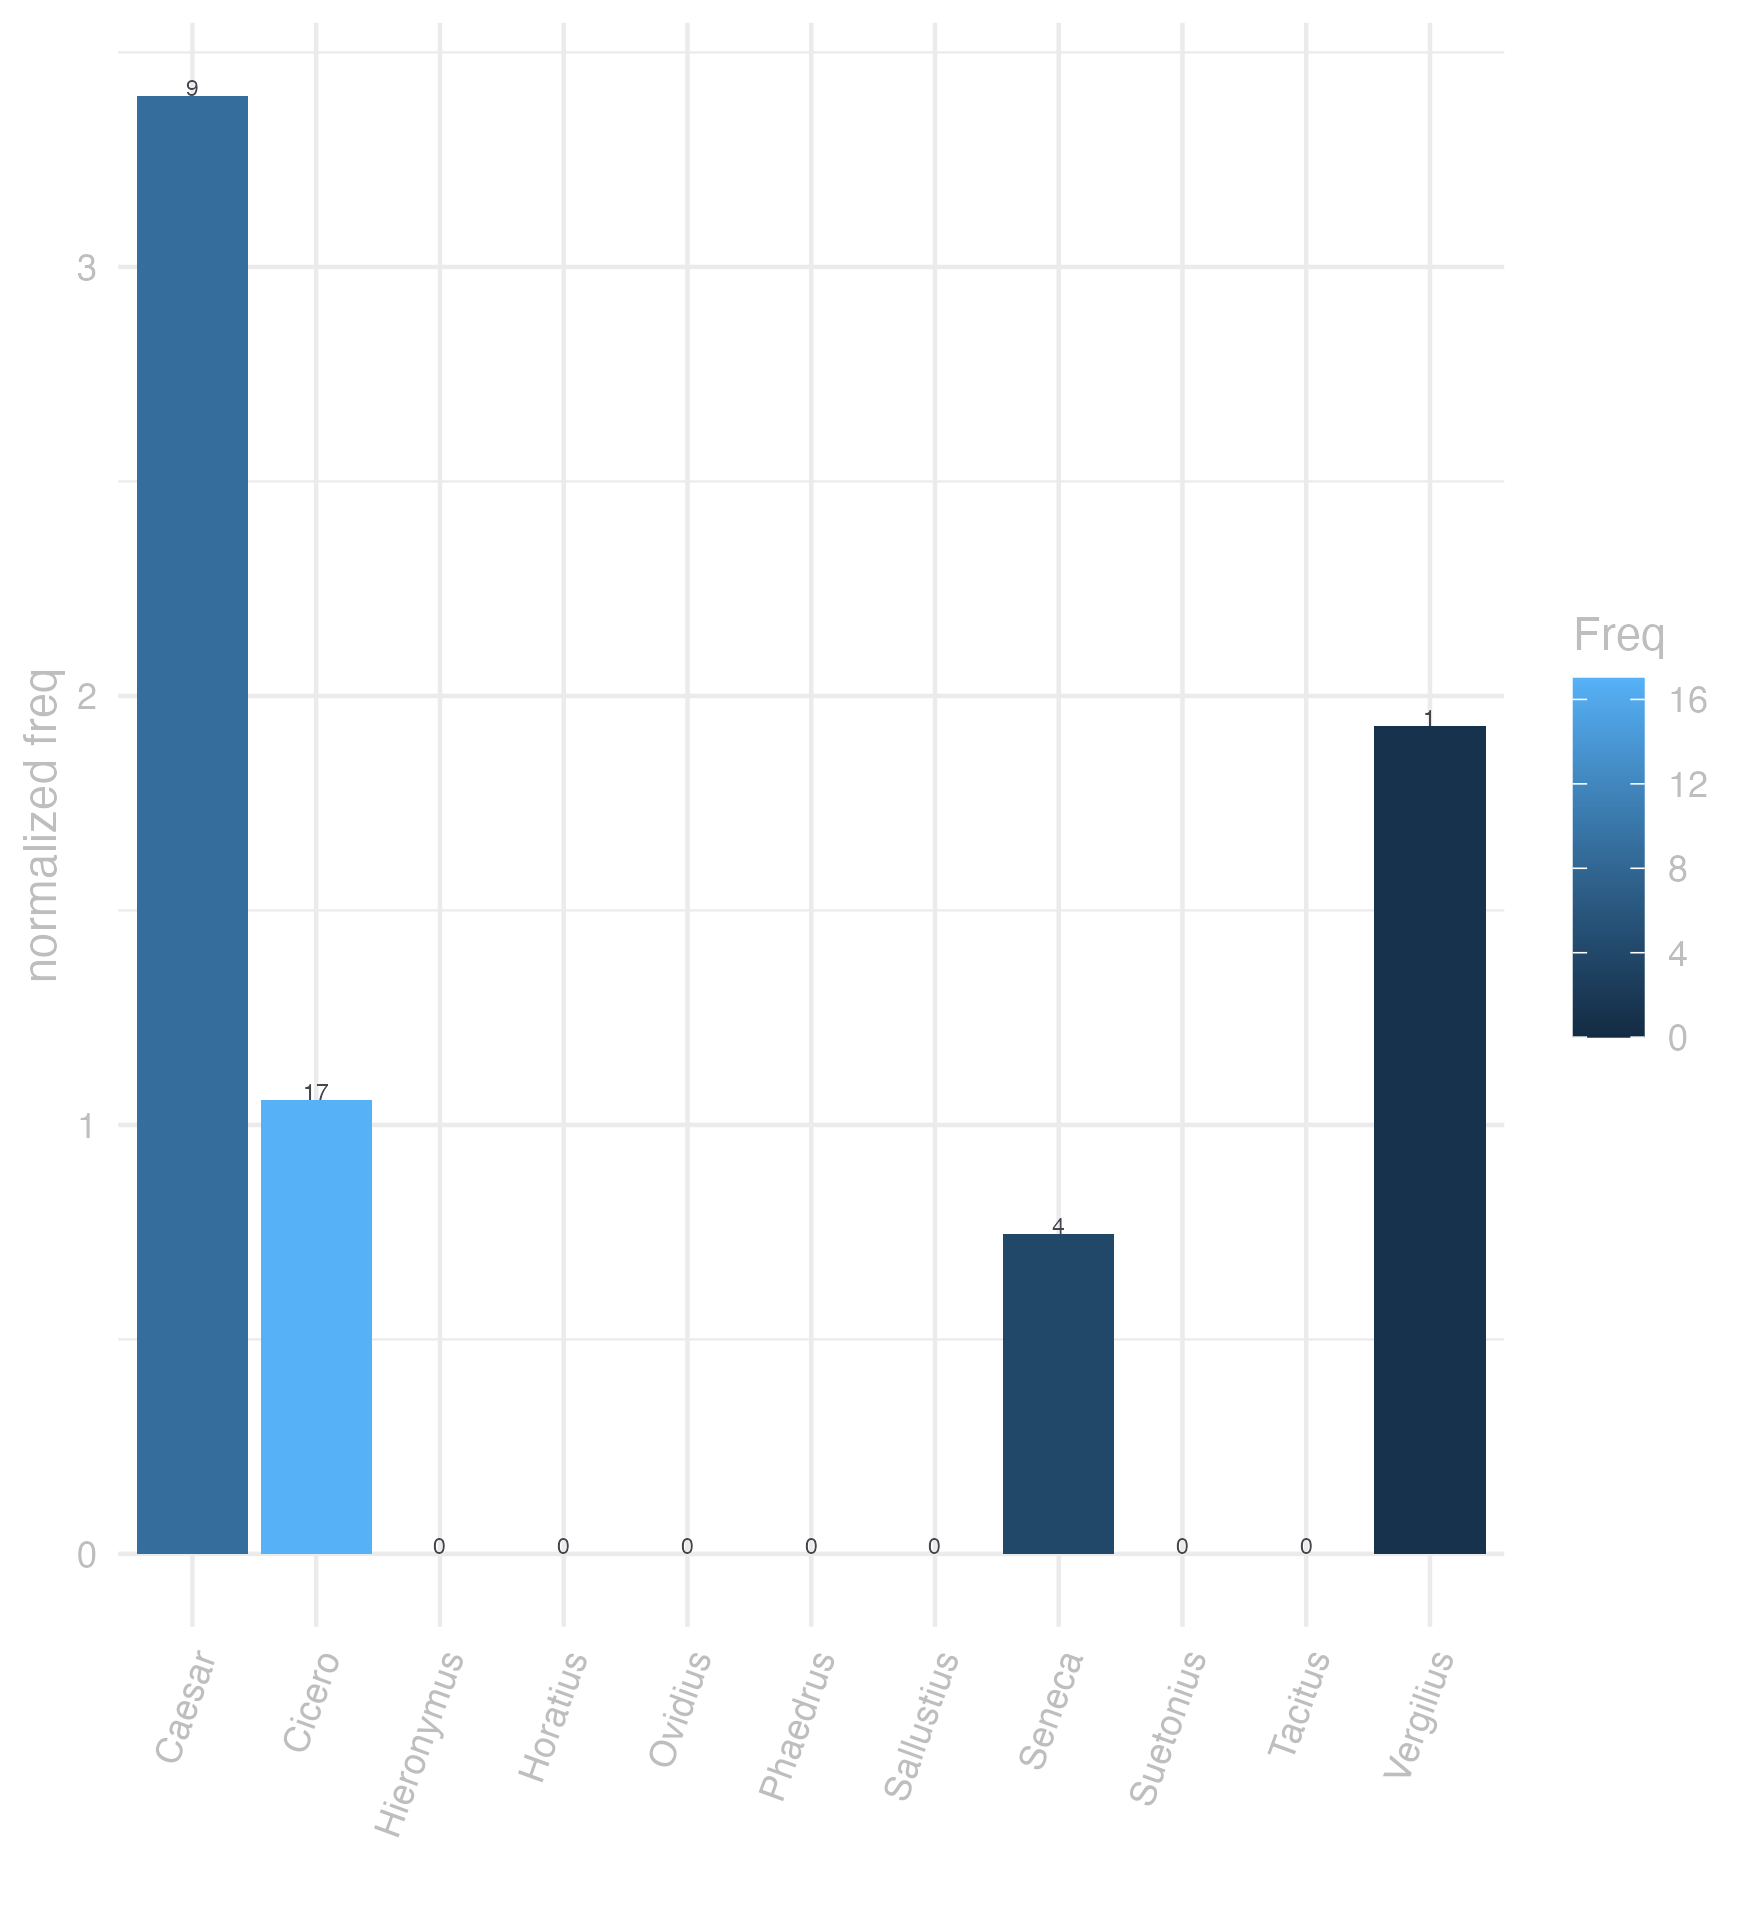 9
3
Freq
normalized freq
2
1
16
12
8
17
1
4
0
4
0
0
0
0
0
0
0
0
Caesar
Cicero
Hieronymus
Horatius
Ovidius
Phaedrus
Sallustius
Seneca
Suetonius
Tacitus
Vergilius